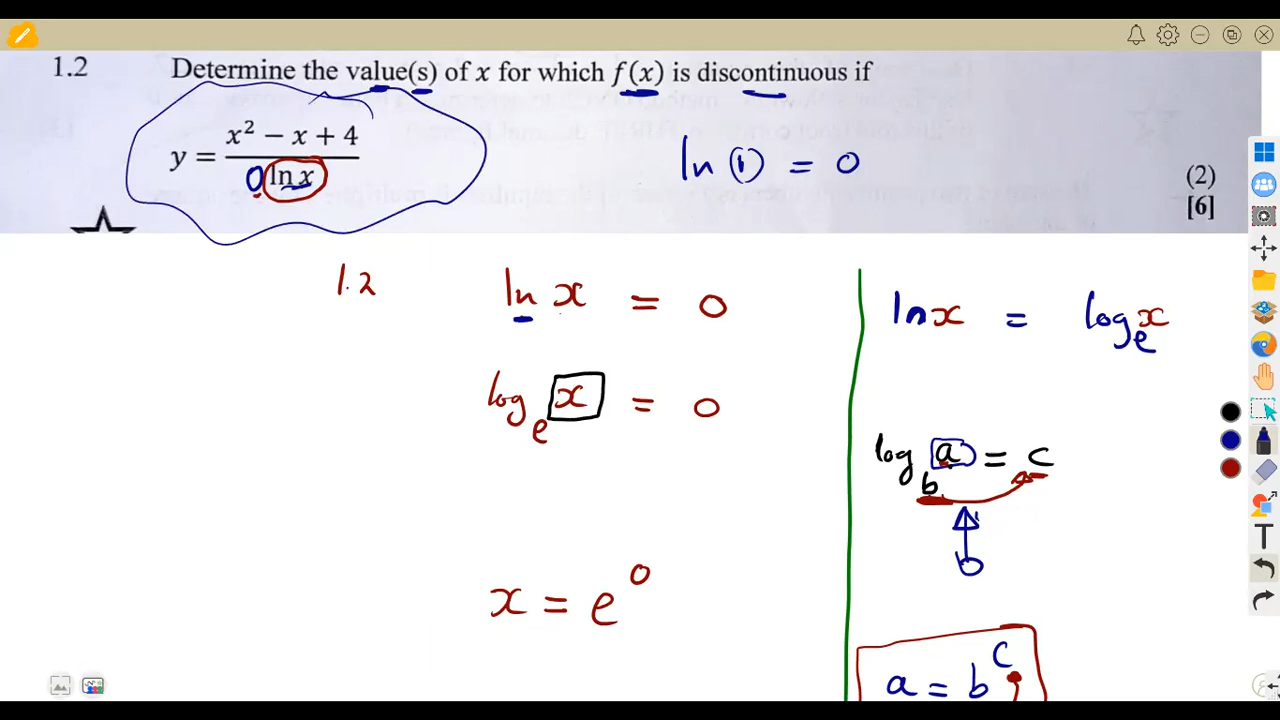 1.2 Determine the value(s) of x for which f(x) is discontinuous if
y = x² − x + 4 / ln x
0
ln (1) = 0
(2)
[6]
1.2
ln x = 0
log_e x = 0
x = e^0
ln x = log_e x
log_b a = c
b
a = b^c
T